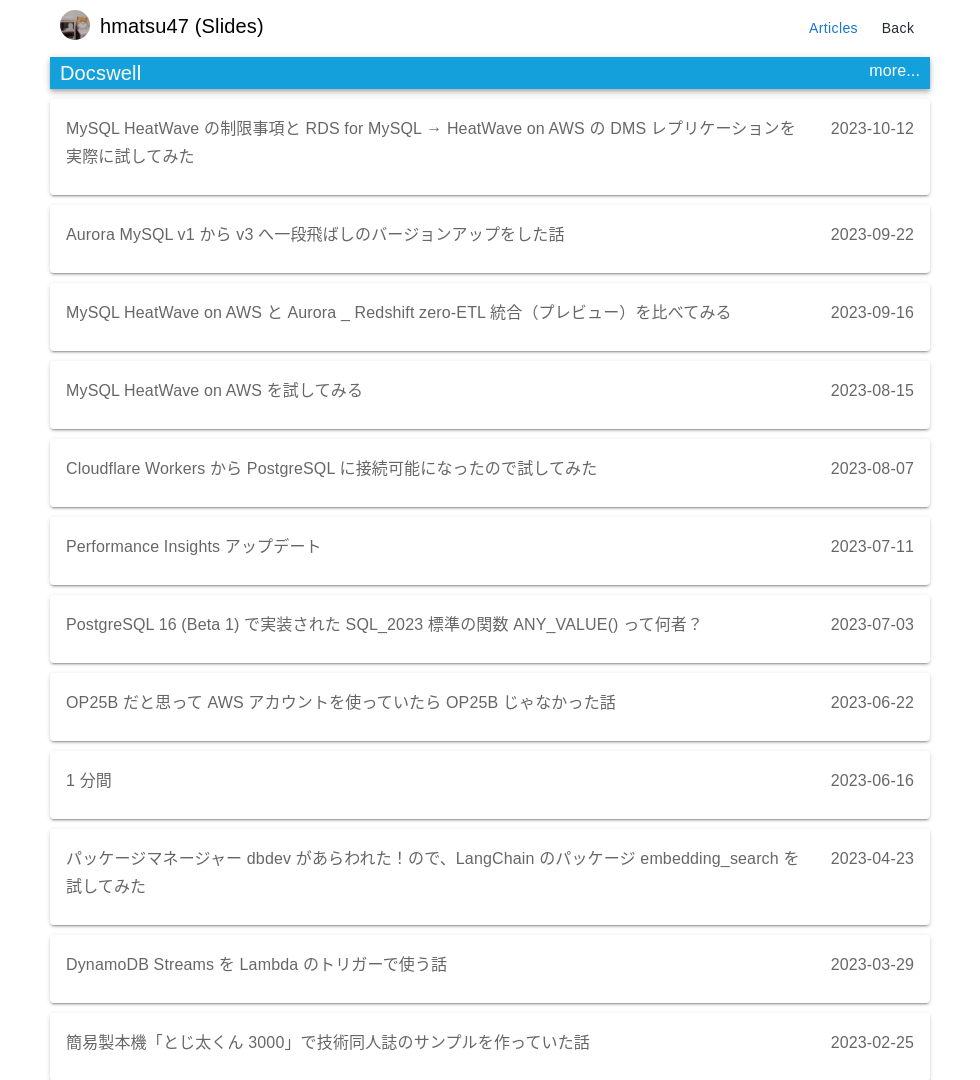 hmatsu47 (Slides)
Articles
Back
Docswell
more...
MySQL HeatWave の制限事項と RDS for MySQL → HeatWave on AWS の DMS レプリケーションを
実際に試してみた
2023-10-12
Aurora MySQL v1 から v3 へ一段飛ばしのバージョンアップをした話
2023-09-22
MySQL HeatWave on AWS と Aurora _ Redshift zero-ETL 統合（プレビュー）を比べてみる
2023-09-16
MySQL HeatWave on AWS を試してみる
2023-08-15
Cloudflare Workers から PostgreSQL に接続可能になったので試してみた
2023-08-07
Performance Insights アップデート
2023-07-11
PostgreSQL 16 (Beta 1) で実装された SQL_2023 標準の関数 ANY_VALUE() って何者？
2023-07-03
OP25B だと思って AWS アカウントを使っていたら OP25B じゃなかった話
2023-06-22
1 分間
2023-06-16
パッケージマネージャー dbdev があらわれた！ので、LangChain のパッケージ embedding_search を
試してみた
2023-04-23
DynamoDB Streams を Lambda のトリガーで使う話
2023-03-29
簡易製本機「とじ太くん 3000」で技術同人誌のサンプルを作っていた話
2023-02-25